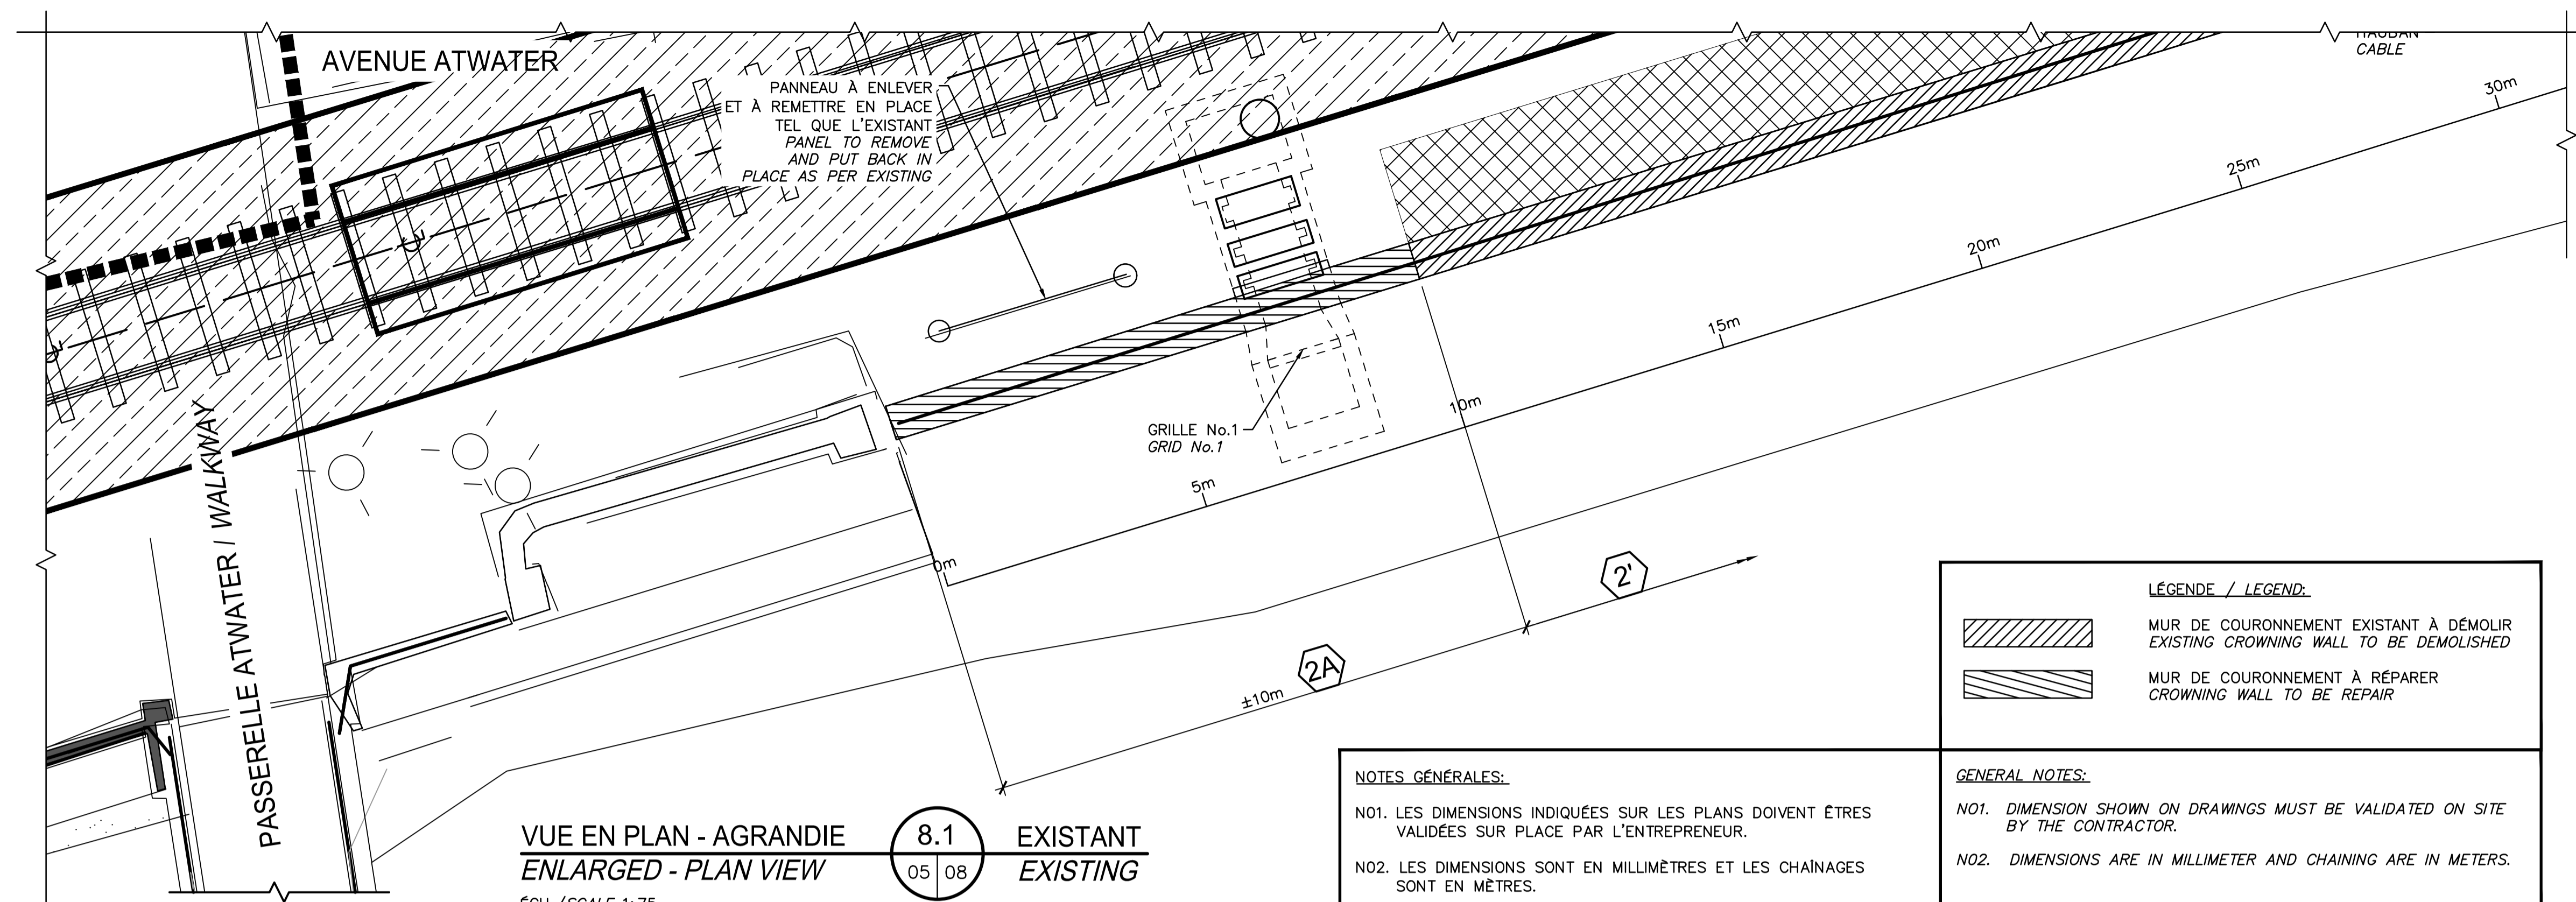 AVENUE ATWATER
PANNEAU À ENLEVER
ET À REMETTRE EN PLACE
TEL QUE L'EXISTANT
PANEL TO REMOVE
AND PUT BACK IN
PLACE AS PER EXISTING
HAUBAN
CABLE
30m
25m
20m
15m
10m
5m
0m
GRILLE No.1
GRID No.1
PASSERELLE ATWATER / WALKWAY
2'
2A
±10m
LÉGENDE / LEGEND:
MUR DE COURONNEMENT EXISTANT À DÉMOLIR
EXISTING CROWNING WALL TO BE DEMOLISHED
MUR DE COURONNEMENT À RÉPARER
CROWNING WALL TO BE REPAIR
NOTES GÉNÉRALES:
N01. LES DIMENSIONS INDIQUÉES SUR LES PLANS DOIVENT ÊTRES
VALIDÉES SUR PLACE PAR L'ENTREPRENEUR.
N02. LES DIMENSIONS SONT EN MILLIMÈTRES ET LES CHAÎNAGES
SONT EN MÈTRES.
GENERAL NOTES:
N01. DIMENSION SHOWN ON DRAWINGS MUST BE VALIDATED ON SITE
BY THE CONTRACTOR.
N02. DIMENSIONS ARE IN MILLIMETER AND CHAINING ARE IN METERS.
VUE EN PLAN - AGRANDIE
ENLARGED - PLAN VIEW
8.1
05 08
EXISTANT
EXISTING
ÉCH./SCALE 1:75